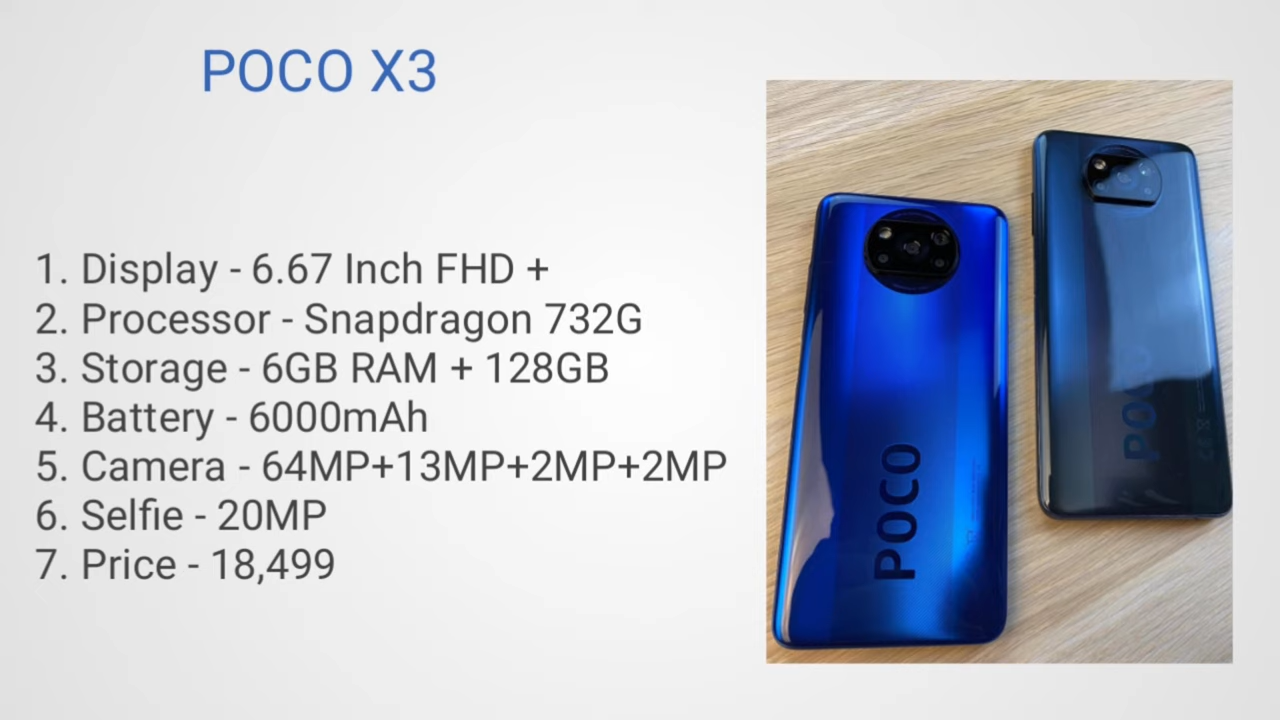 POCO X3
1. Display - 6.67 Inch FHD +
2. Processor - Snapdragon 732G
3. Storage - 6GB RAM + 128GB
4. Battery - 6000mAh
5. Camera - 64MP+13MP+2MP+2MP
6. Selfie - 20MP
7. Price - 18,499
POCO
POCO